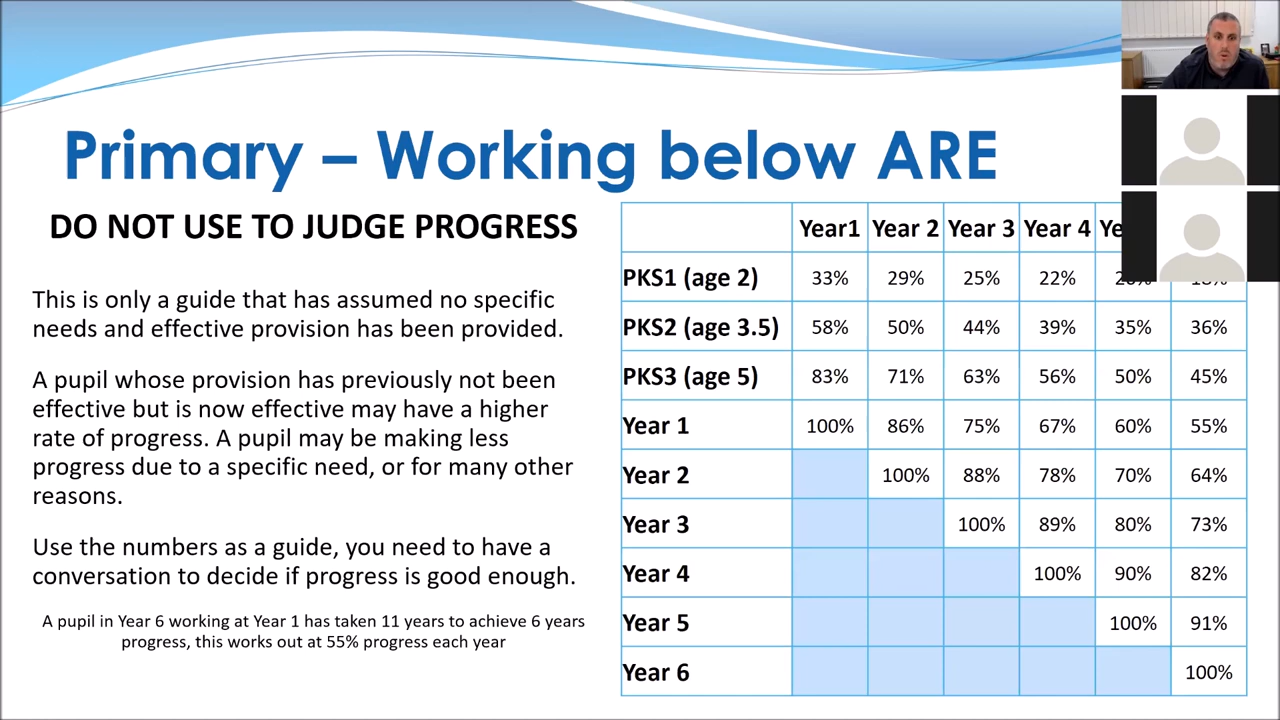 Primary – Working below ARE
DO NOT USE TO JUDGE PROGRESS
This is only a guide that has assumed no specific
needs and effective provision has been provided.
A pupil whose provision has previously not been
effective but is now effective may have a higher
rate of progress. A pupil may be making less
progress due to a specific need, or for many other
reasons.
Use the numbers as a guide, you need to have a
conversation to decide if progress is good enough.
A pupil in Year 6 working at Year 1 has taken 11 years to achieve 6 years
progress, this works out at 55% progress each year
Year1 Year 2 Year 3 Year 4
PKS1 (age 2) 33% 29% 25% 22%
PKS2 (age 3.5) 58% 50% 44% 39% 35% 36%
PKS3 (age 5) 83% 71% 63% 56% 50% 45%
Year 1 100% 86% 75% 67% 60% 55%
Year 2 100% 88% 78% 70% 64%
Year 3 100% 89% 80% 73%
Year 4 100% 90% 82%
Year 5 100% 91%
Year 6 100%